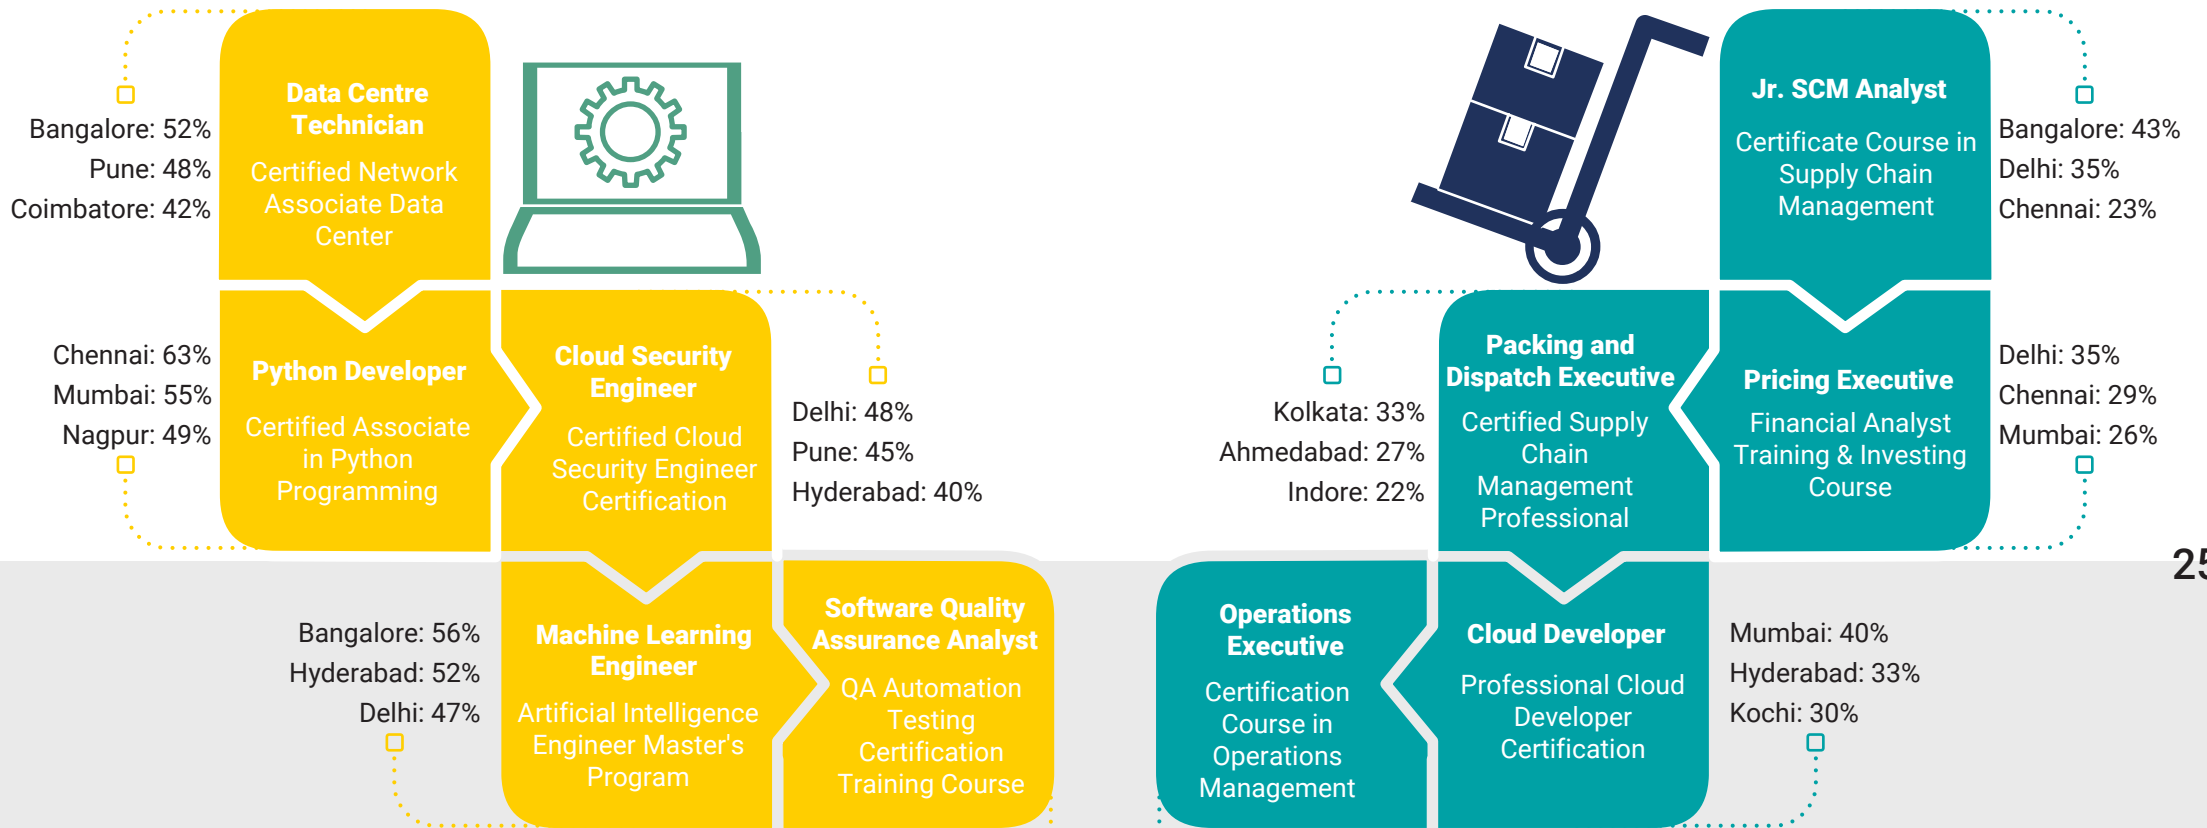 Data Centre
Technician
Certified Network
Associate Data
Center
Bangalore: 52%
Pune: 48%
Coimbatore: 42%
Python Developer
Certified Associate
in Python
Programming
Chennai: 63%
Mumbai: 55%
Nagpur: 49%
Cloud Security
Engineer
Certified Cloud
Security Engineer
Certification
Delhi: 48%
Pune: 45%
Hyderabad: 40%
Machine Learning
Engineer
Artificial Intelligence
Engineer Master's
Program
Bangalore: 56%
Hyderabad: 52%
Delhi: 47%
Software Quality
Assurance Analyst
QA Automation
Testing
Certification
Training Course
Jr. SCM Analyst
Certificate Course in
Supply Chain
Management
Bangalore: 43%
Delhi: 35%
Chennai: 23%
Packing and
Dispatch Executive
Certified Supply
Chain
Management
Professional
Kolkata: 33%
Ahmedabad: 27%
Indore: 22%
Pricing Executive
Financial Analyst
Training & Investing
Course
Delhi: 35%
Chennai: 29%
Mumbai: 26%
Operations
Executive
Certification
Course in
Operations
Management
Cloud Developer
Professional Cloud
Developer
Certification
Mumbai: 40%
Hyderabad: 33%
Kochi: 30%
25